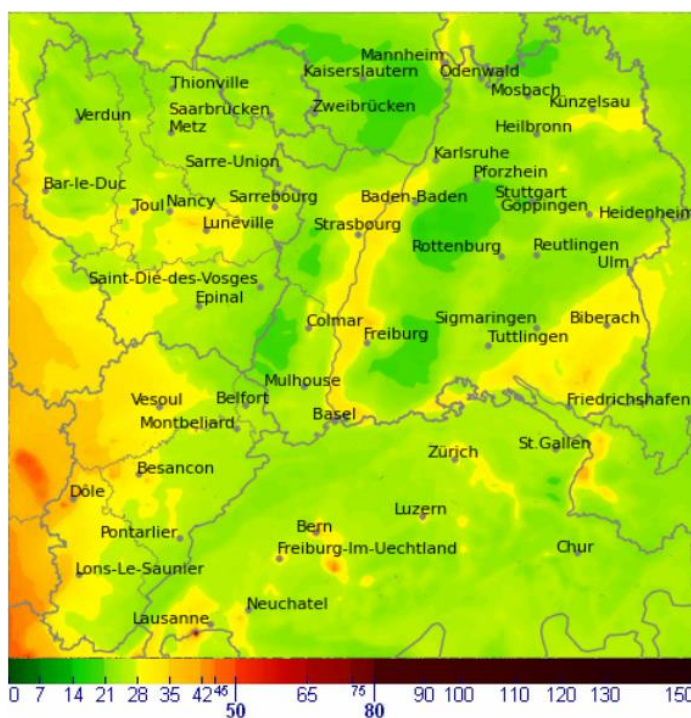 Mannheim
Kaiserslautern
Odenwald
Thionville
Mosbach
Saarbrücken
Zweibrücken
Künzelsau
Verdun
Metz
Heilbronn
Sarre-Union
Karlsruhe
Pforzhein
Bar-le-Duc
Sarrebourg
Baden-Baden
Stuttgart
Toul
Nancy
Göppingen
Heidenheim
Lunéville
Strasbourg
Rottenburg
Reutlingen
Ulm
Saint-Dié-des-Vosges
Epinal
Colmar
Sigmaringen
Biberach
Freiburg
Tuttlingen
Mulhouse
Vesoul
Belfort
Friedrichshafen
Montbeliard
Basel
St.Gallen
Zürich
Besancon
Dôle
Luzern
Pontarlier
Bern
Freiburg-Im-Uechtland
Chur
Lons-Le-Saunier
Neuchatel
Lausanne
0 7 14 21 28 35 42 46 65 75 90 100 110 120 130 150
50 80